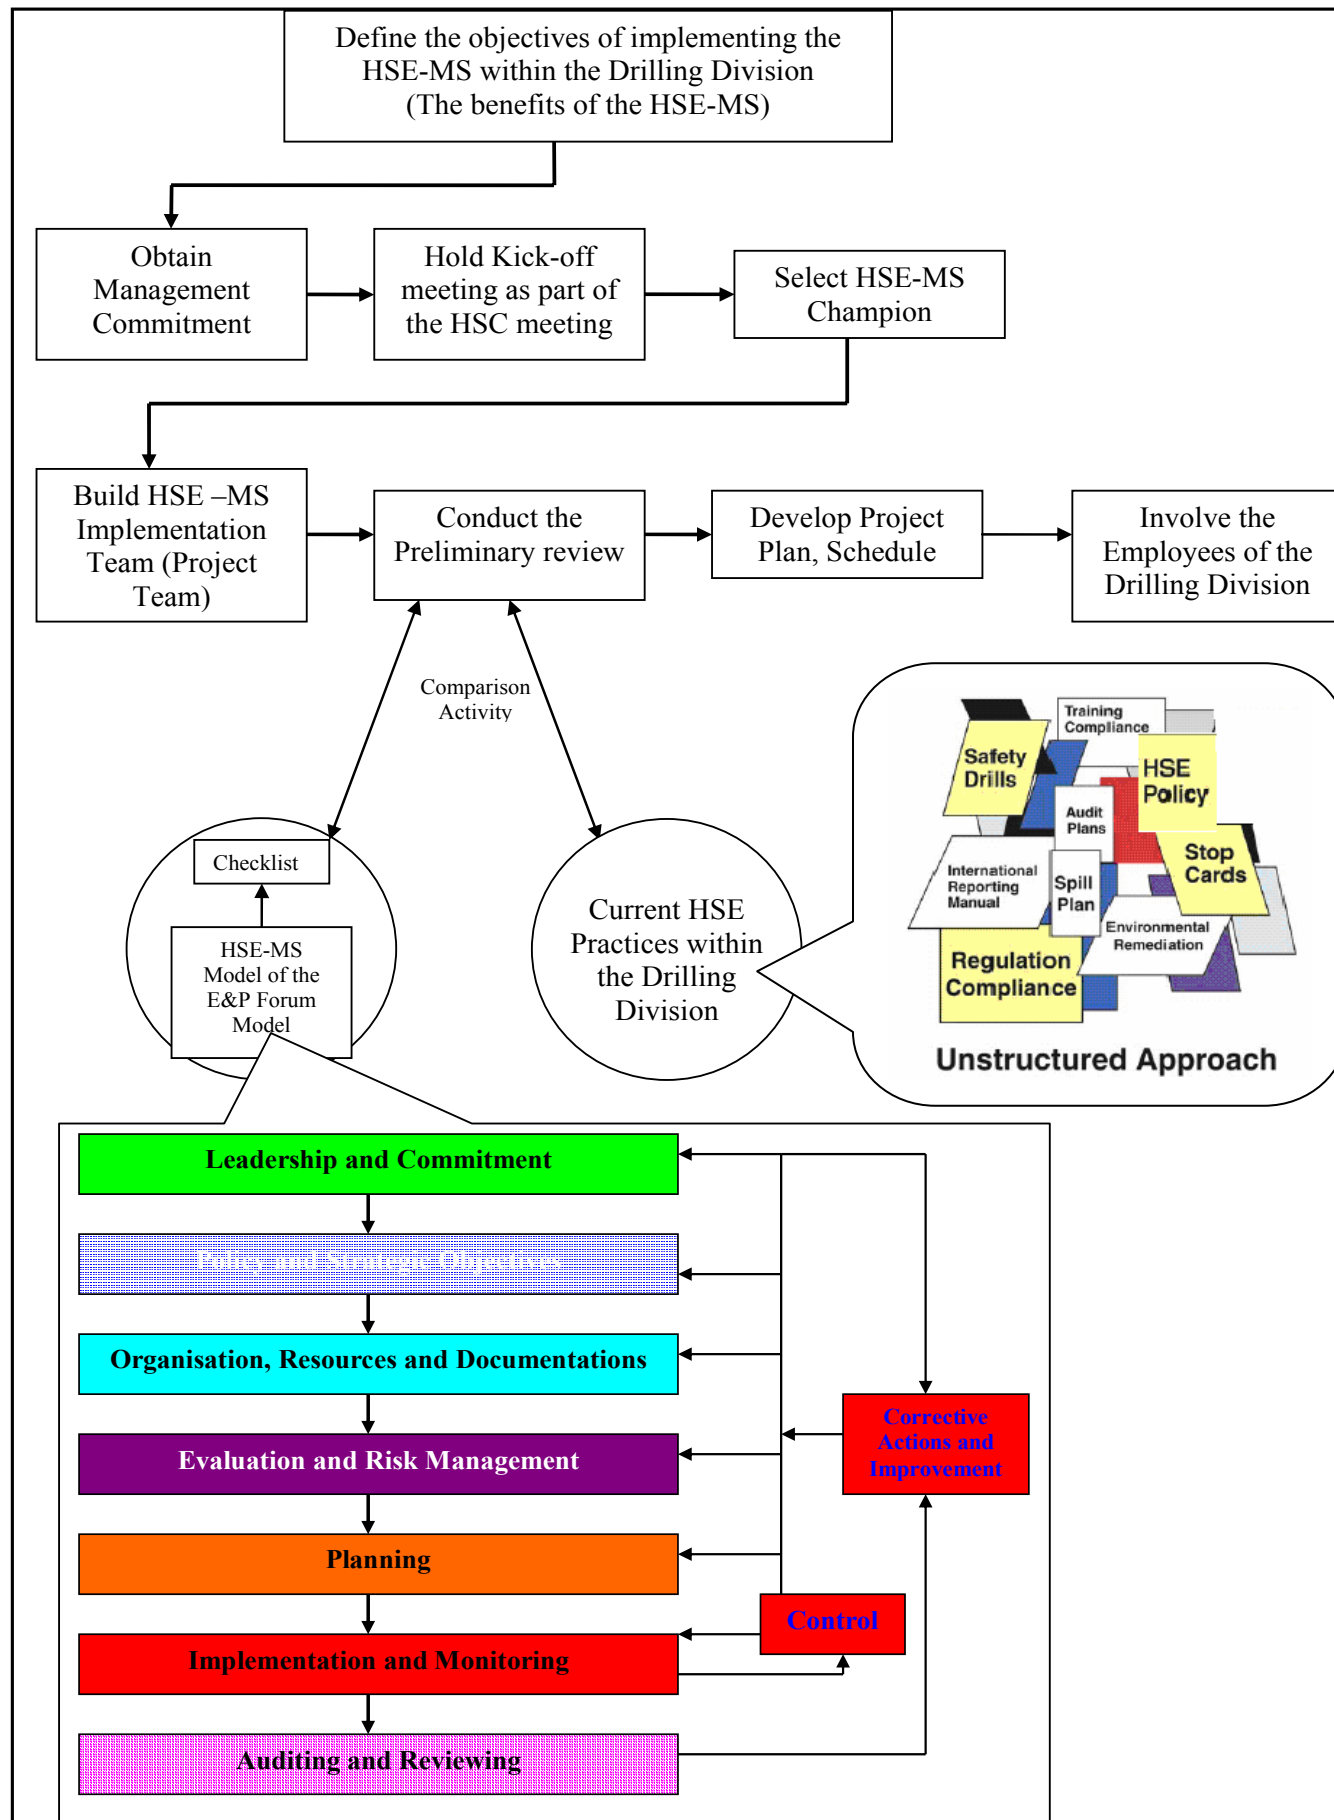 Define the objectives of implementing the
HSE-MS within the Drilling Division
(The benefits of the HSE-MS)
Obtain
Management
Commitment
Hold Kick-off
meeting as part of
the HSC meeting
Select HSE-MS
Champion
Build HSE –MS
Implementation
Team (Project
Team)
Conduct the
Preliminary review
Develop Project
Plan, Schedule
Involve the
Employees of the
Drilling Division
Comparison
Activity
Checklist
HSE-MS
Model of the
E&P Forum
Model
Current HSE
Practices within
the Drilling
Division
Training
Compliance
Safety
Drills
HSE
Policy
Audit
Plans
Stop
Cards
International
Reporting
Manual
Spill
Plan
Environmental
Remediation
Regulation
Compliance
Unstructured Approach
Leadership and Commitment
Policy and Strategic Objectives
Organisation, Resources and Documentations
Evaluation and Risk Management
Planning
Implementation and Monitoring
Auditing and Reviewing
Corrective
Actions and
Improvement
Control